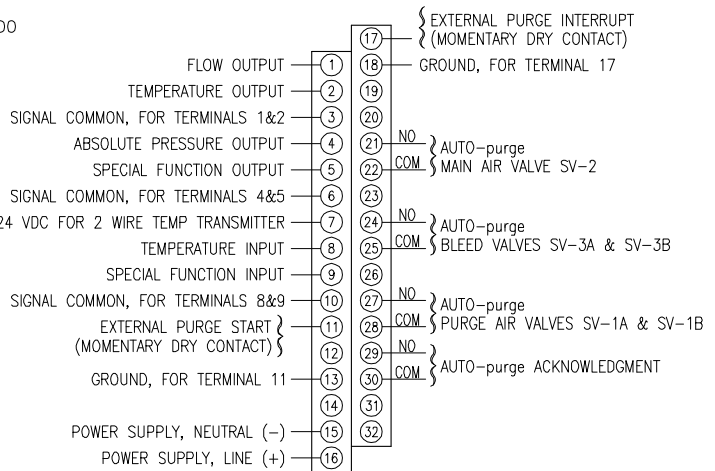 00
FLOW OUTPUT 1
TEMPERATURE OUTPUT 2
SIGNAL COMMON, FOR TERMINALS 1&2 3
ABSOLUTE PRESSURE OUTPUT 4
SPECIAL FUNCTION OUTPUT 5
SIGNAL COMMON, FOR TERMINALS 4&5 6
24 VDC FOR 2 WIRE TEMP TRANSMITTER 7
TEMPERATURE INPUT 8
SPECIAL FUNCTION INPUT 9
SIGNAL COMMON, FOR TERMINALS 8&9 10
EXTERNAL PURGE START 11
(MOMENTARY DRY CONTACT) 12
GROUND, FOR TERMINAL 11 13
14
POWER SUPPLY, NEUTRAL (-) 15
POWER SUPPLY, LINE (+) 16
EXTERNAL PURGE INTERRUPT
17 (MOMENTARY DRY CONTACT)
18 GROUND, FOR TERMINAL 17
19
20
21 NO AUTO-purge
22 COM MAIN AIR VALVE SV-2
23
24 NO AUTO-purge
25 COM BLEED VALVES SV-3A & SV-3B
26
27 NO AUTO-purge
28 COM PURGE AIR VALVES SV-1A & SV-1B
29 NO
30 COM AUTO-purge ACKNOWLEDGMENT
31
32